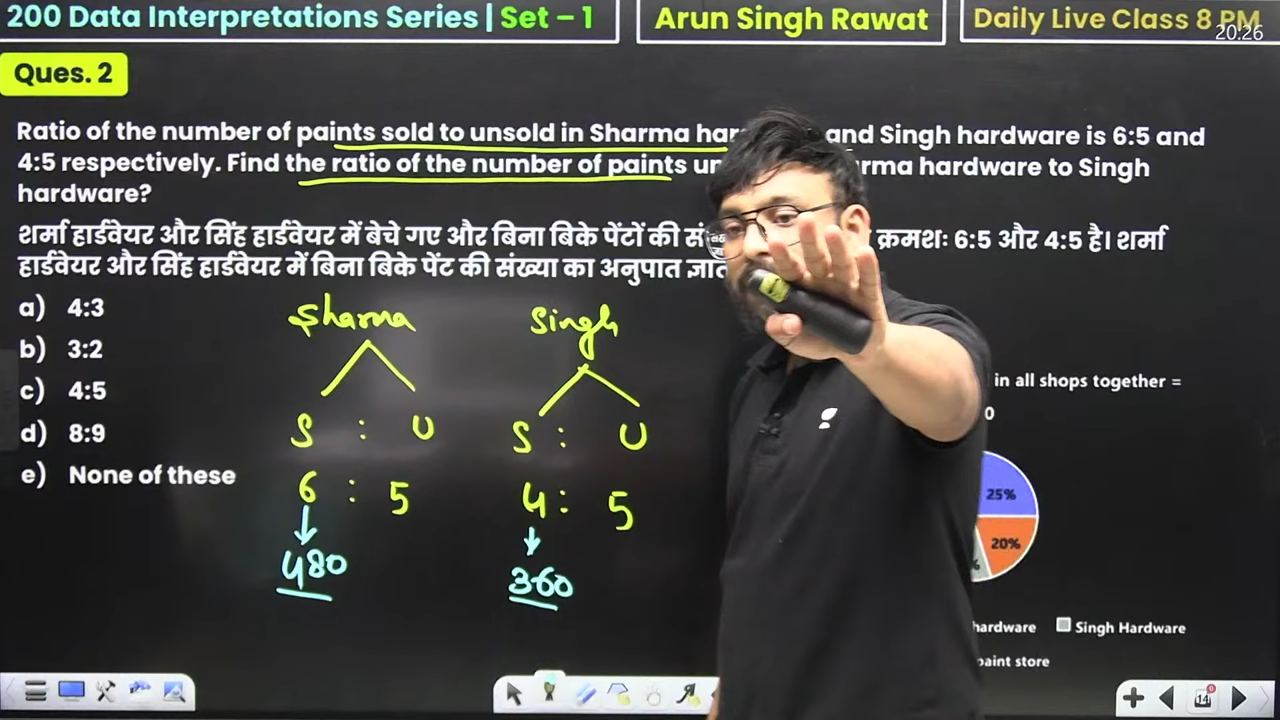 200 Data Interpretations Series | Set – 1
Arun Singh Rawat
Daily Live Class 8 PM
20:26
Ques. 2
Ratio of the number of paints sold to unsold in Sharma and Singh hardware is 6:5 and
4:5 respectively. Find the ratio of the number of paints hardware to Singh
hardware?
शर्मा हार्डवेयर और सिंह हार्डवेयर में बेचे गए और बिना बिके पेंटों की क्रमशः 6:5 और 4:5 है। शर्मा
हार्डवेयर और सिंह हार्डवेयर में बिना बिके पेंट की संख्या का अनुपात
a) 4:3
b) 3:2
c) 4:5
d) 8:9
e) None of these
Sharma
S : U
6 : 5
480
Singh
S : U
4 : 5
360
in all shops together =
0
25%
20%
%
hardware
Singh Hardware
paint store
14